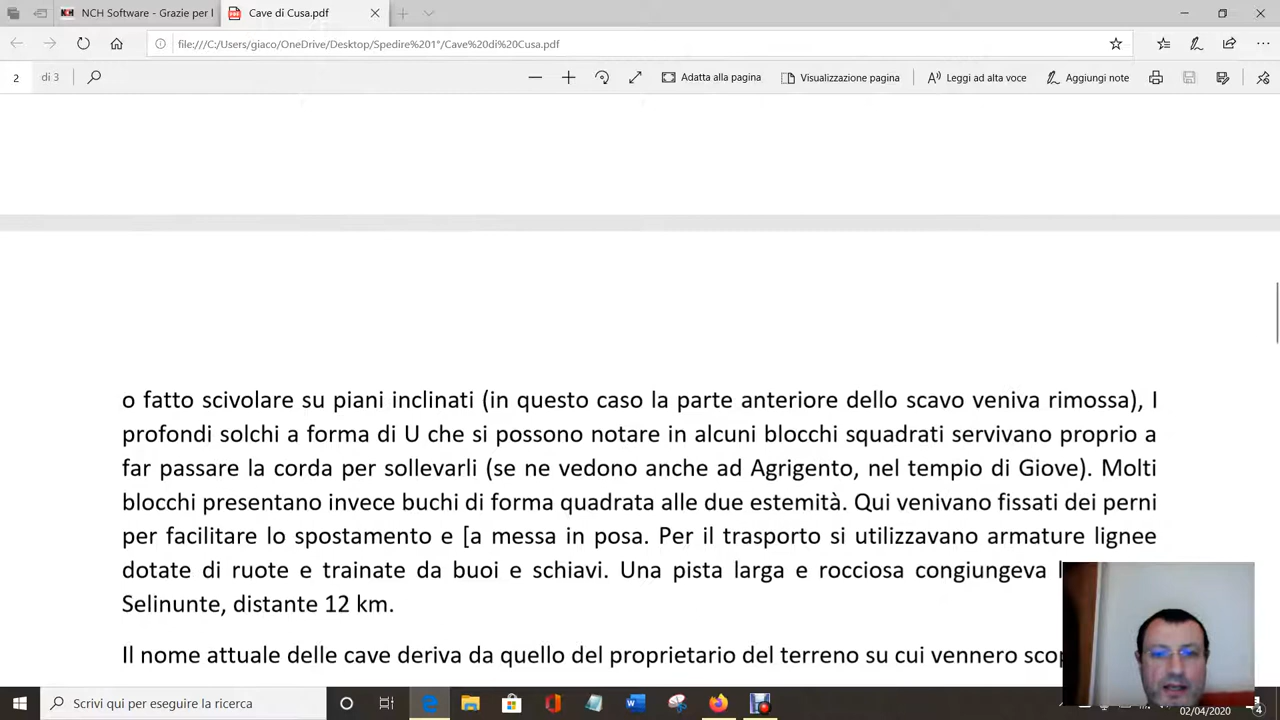 NCH Software - Grazie per l
Cave di Cusa.pdf
file:///C:/Users/giaco/OneDrive/Desktop/Spedire%201°/Cave%20di%20Cusa.pdf
2 di 3
Adatta alla pagina
Visualizzazione pagina
Leggi ad alta voce
Aggiungi note
o fatto scivolare su piani inclinati (in questo caso la parte anteriore dello scavo veniva rimossa), I
profondi solchi a forma di U che si possono notare in alcuni blocchi squadrati servivano proprio a
far passare la corda per sollevarli (se ne vedono anche ad Agrigento, nel tempio di Giove). Molti
blocchi presentano invece buchi di forma quadrata alle due estemità. Qui venivano fissati dei perni
per facilitare lo spostamento e [a messa in posa. Per il trasporto si utilizzavano armature lignee
dotate di ruote e trainate da buoi e schiavi. Una pista larga e rocciosa congiungeva
Selinunte, distante 12 km.
Il nome attuale delle cave deriva da quello del proprietario del terreno su cui vennero
Scrivi qui per eseguire la ricerca
02/04/2020
4